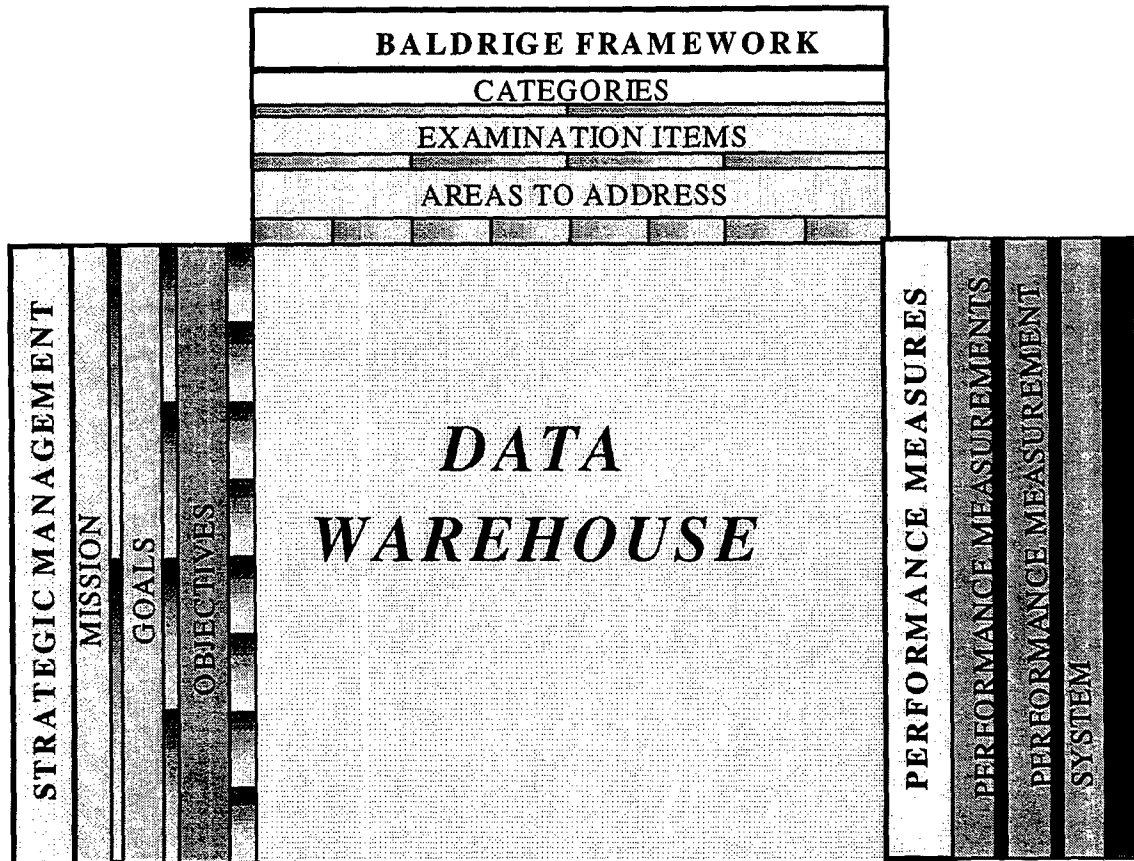 BALDRIGE FRAMEWORK
CATEGORIES
EXAMINATION ITEMS
AREAS TO ADDRESS
STRATEGIC MANAGEMENT
MISSION
GOALS
OBJECTIVES
DATA
WAREHOUSE
PERFORMANCE MEASURES
PERFORMANCE MEASUREMENTS
PERFORMANCE MEASUREMENT
SYSTEM